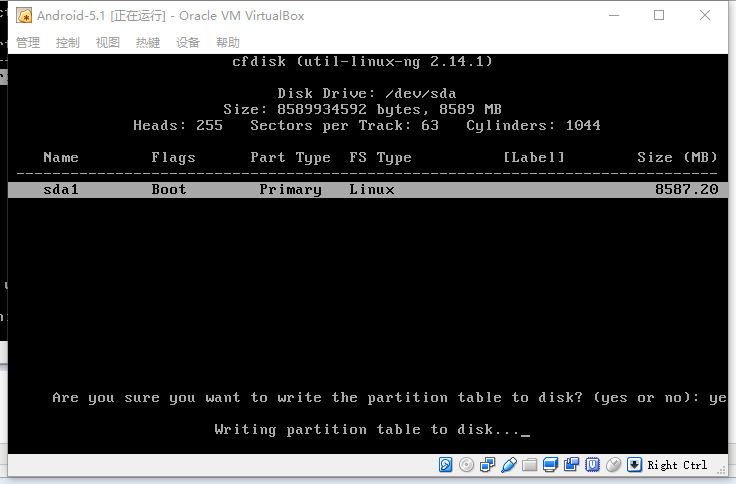 Android-5.1 [正在运行] - Oracle VM VirtualBox
管理 控制 视图 热键 设备 帮助
cfdisk (util-linux-ng 2.14.1)
Disk Drive: /dev/sda
Size: 8589934592 bytes, 8589 MB
Heads: 255 Sectors per Track: 63 Cylinders: 1044
Name Flags Part Type FS Type [Label] Size (MB)
sda1 Boot Primary Linux 8587.20
Are you sure you want to write the partition table to disk? (yes or no): ye
Writing partition table to disk..._
Right Ctrl